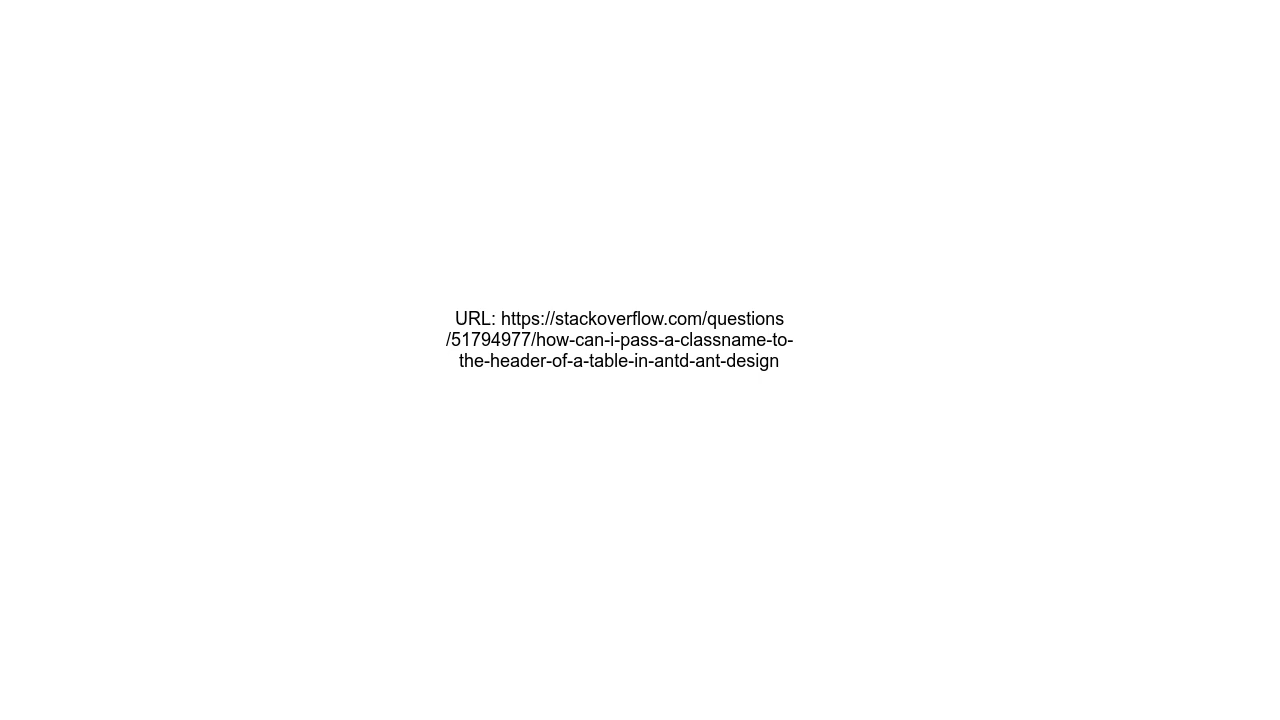 URL: https://stackoverflow.com/questions
/51794977/how-can-i-pass-a-classname-to-
the-header-of-a-table-in-antd-ant-design